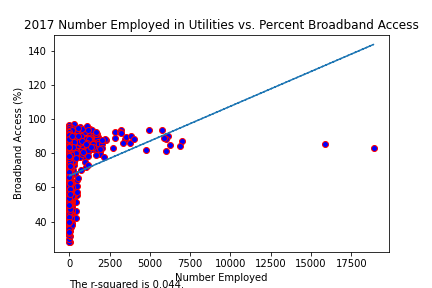 2017 Number Employed in Utilities vs. Percent Broadband Access
140
120
100
80
60
40
Broadband Access (%)
0 2500 5000 7500 10000 12500 15000 17500
Number Employed
The r-squared is 0.044.